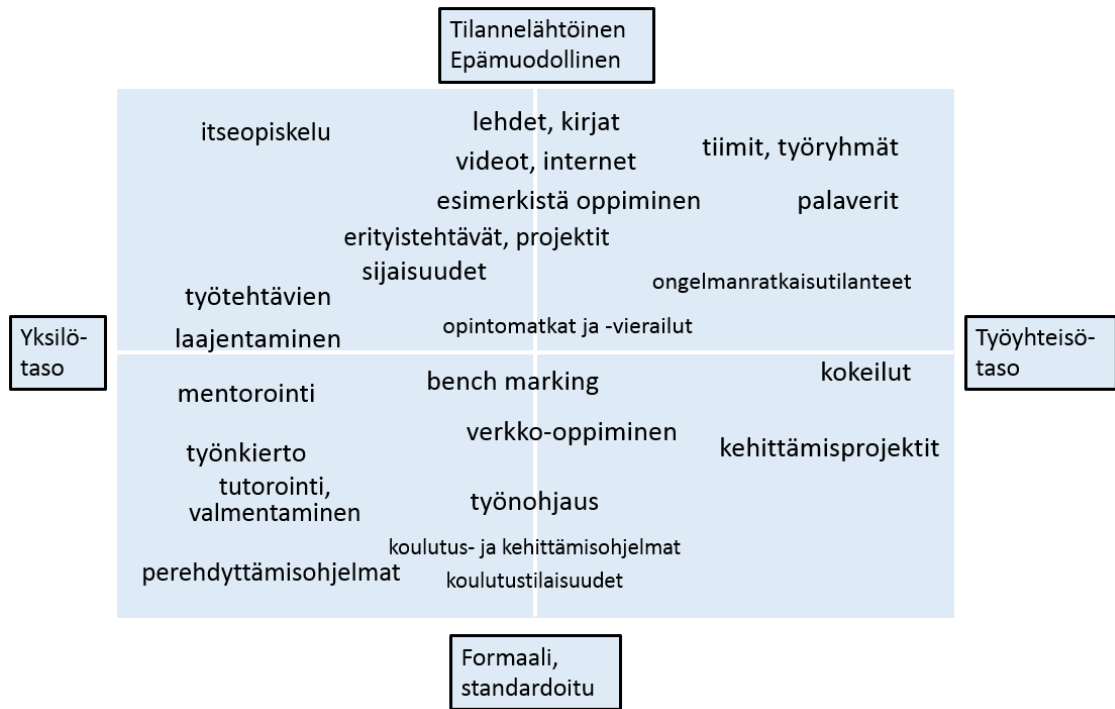 Tilannelähtöinen
Epämuodollinen
itseopiskelu
lehdet, kirjat
tiimit, työryhmät
videot, internet
esimerkistä oppiminen
palaverit
erityistehtävät, projektit
sijaisuudet
ongelmanratkaisutilanteet
työtehtävien
laajentaminen
opintomatkat ja -vierailut
Yksilö-
taso
Työyhteisö-
taso
mentorointi
bench marking
kokeilut
verkko-oppiminen
kehittämisprojektit
työnkierto
tutorointi,
valmentaminen
työnohjaus
koulutus- ja kehittämisohjelmat
perehdyttämisohjelmat
koulutustilaisuudet
Formaali,
standardoitu